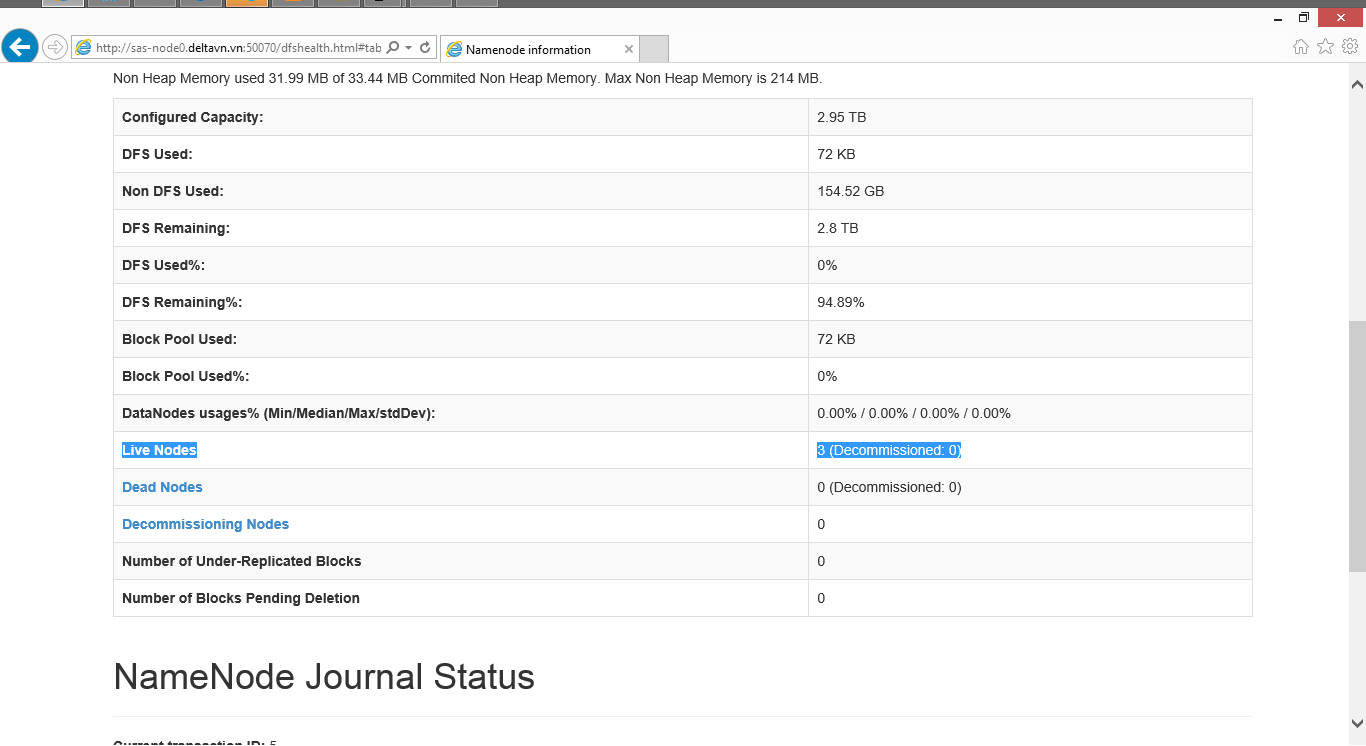 http://sas-node0.deltavn.vn:50070/dfshealth.html#tab
Namenode information
Non Heap Memory used 31.99 MB of 33.44 MB Commited Non Heap Memory. Max Non Heap Memory is 214 MB.
Configured Capacity: 2.95 TB
DFS Used: 72 KB
Non DFS Used: 154.52 GB
DFS Remaining: 2.8 TB
DFS Used%: 0%
DFS Remaining%: 94.89%
Block Pool Used: 72 KB
Block Pool Used%: 0%
DataNodes usages% (Min/Median/Max/stdDev): 0.00% / 0.00% / 0.00% / 0.00%
Live Nodes 3 (Decommissioned: 0)
Dead Nodes 0 (Decommissioned: 0)
Decommissioning Nodes 0
Number of Under-Replicated Blocks 0
Number of Blocks Pending Deletion 0
NameNode Journal Status
Current transaction ID: 5